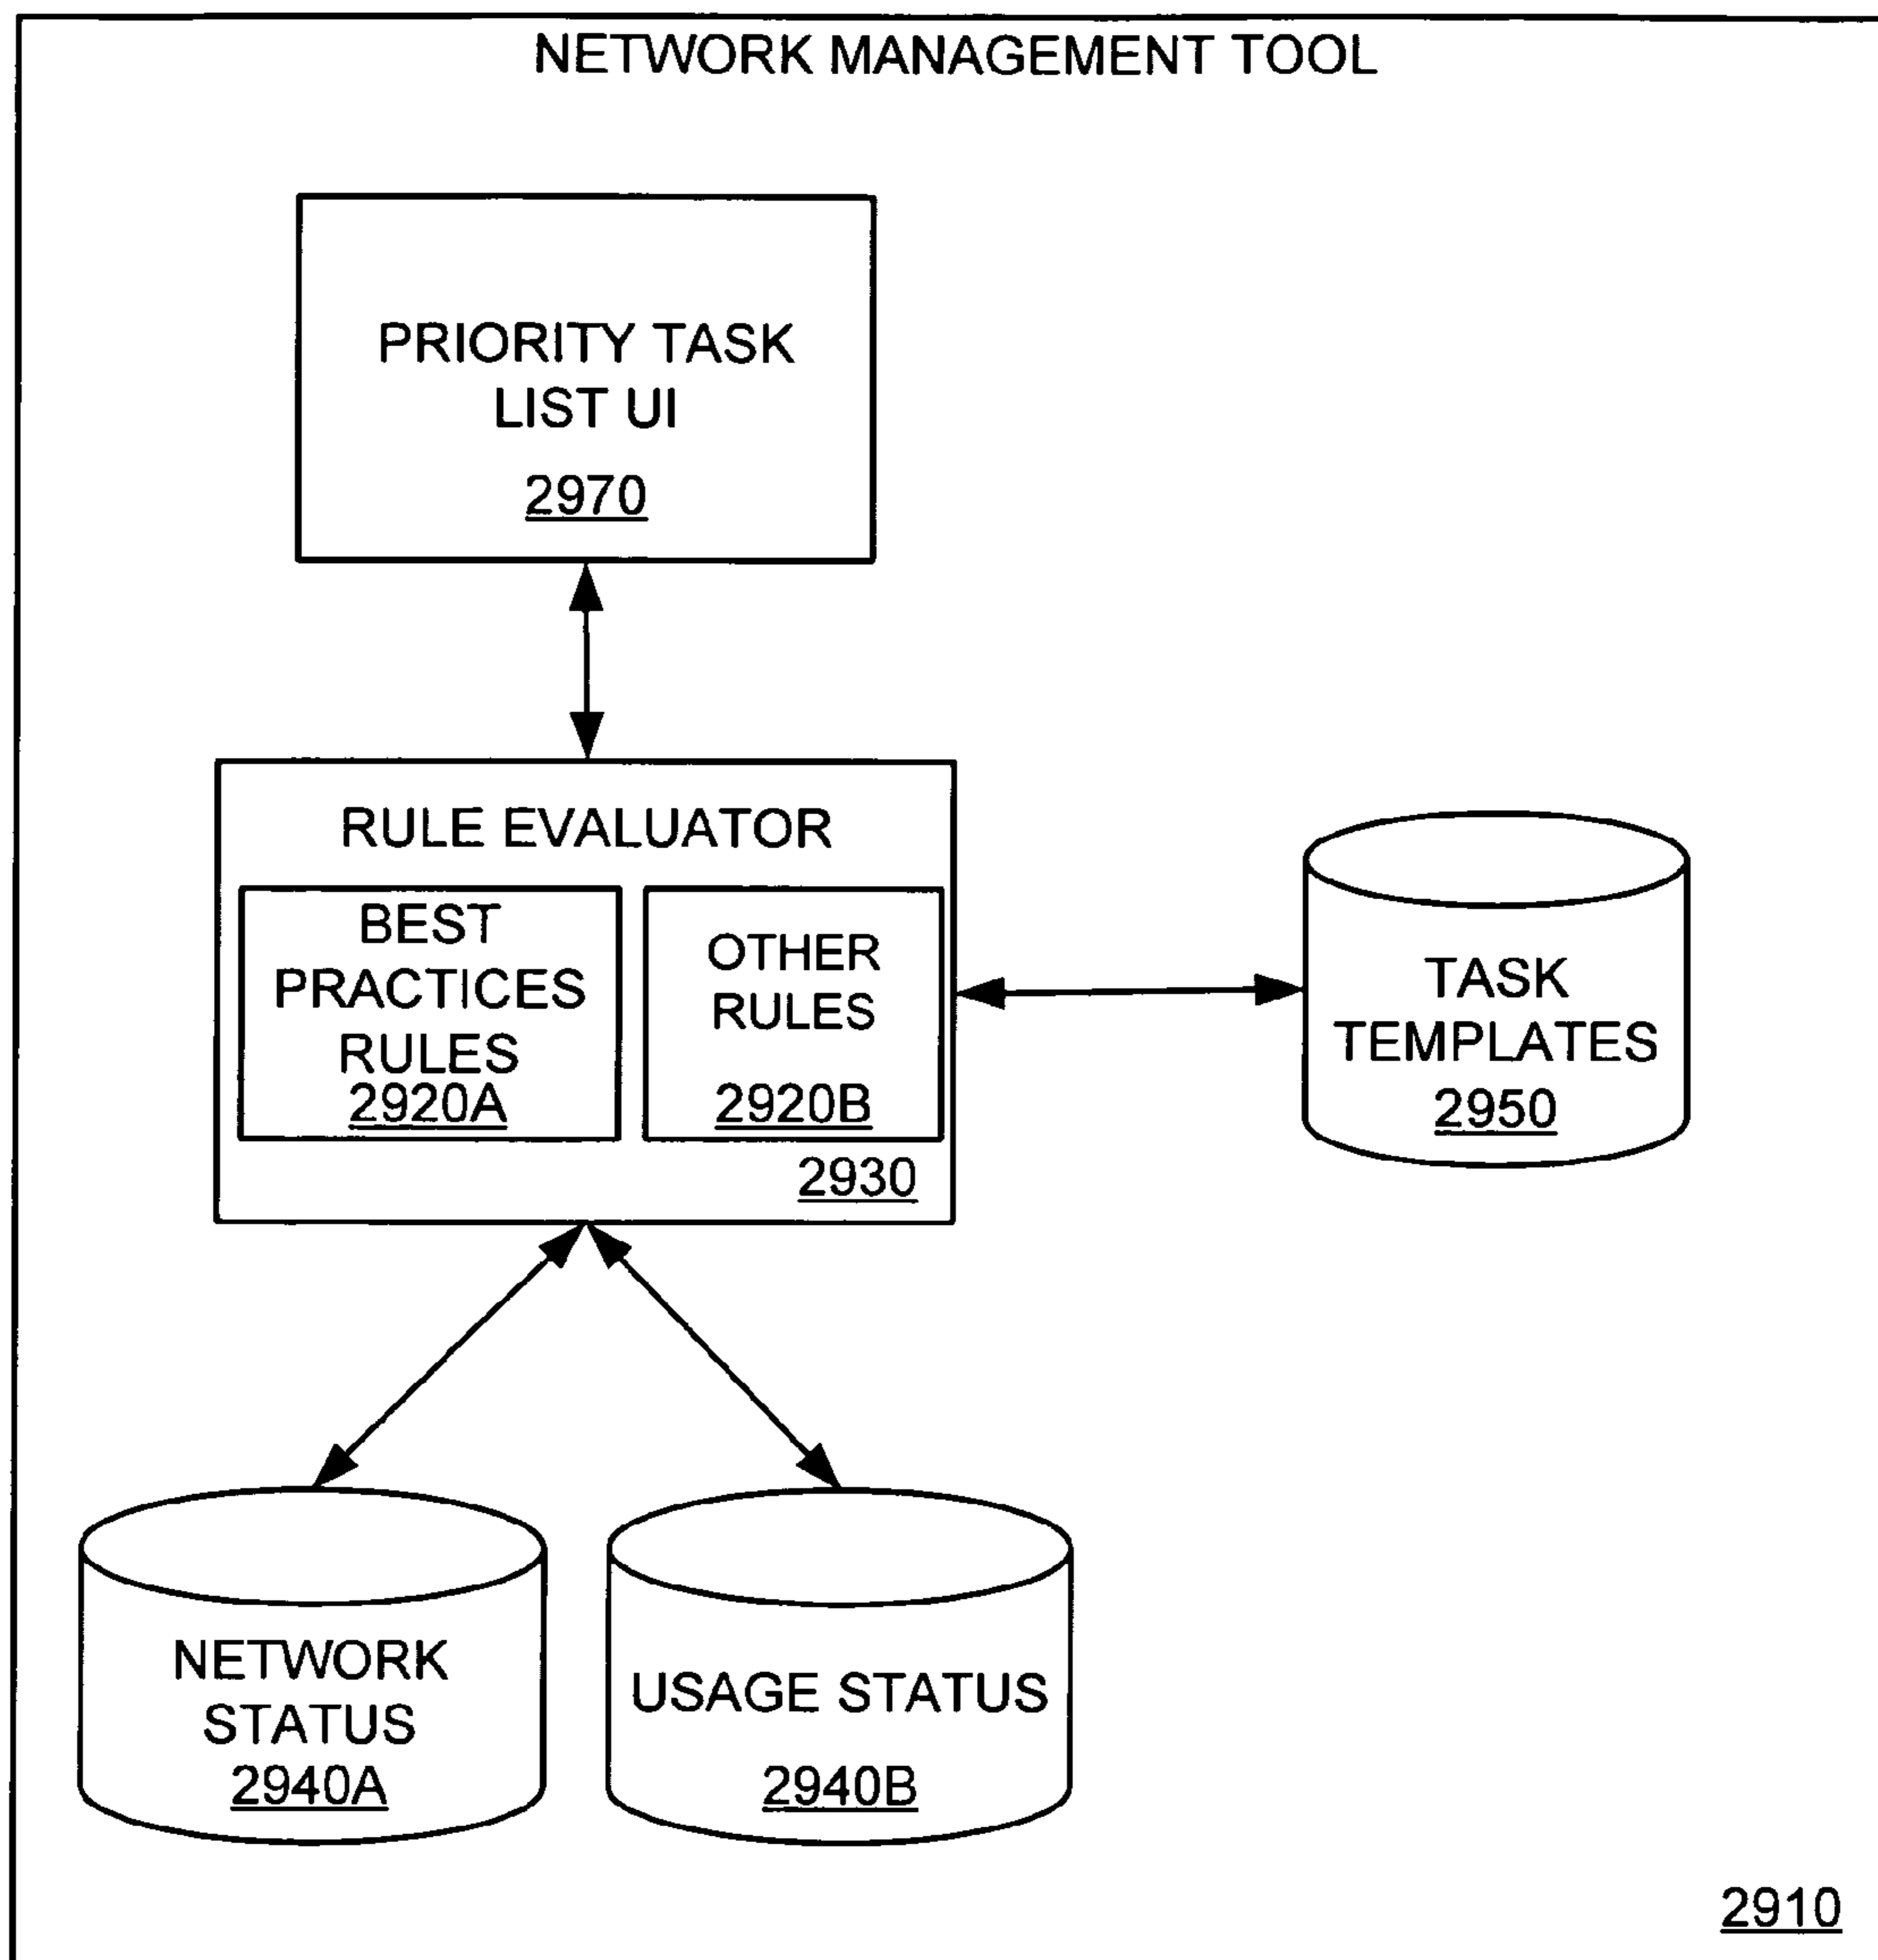 NETWORK MANAGEMENT TOOL
PRIORITY TASK
LIST UI
2970
RULE EVALUATOR
BEST
PRACTICES
RULES
2920A
OTHER
RULES
2920B
2930
TASK
TEMPLATES
2950
NETWORK
STATUS
2940A
USAGE STATUS
2940B
2910